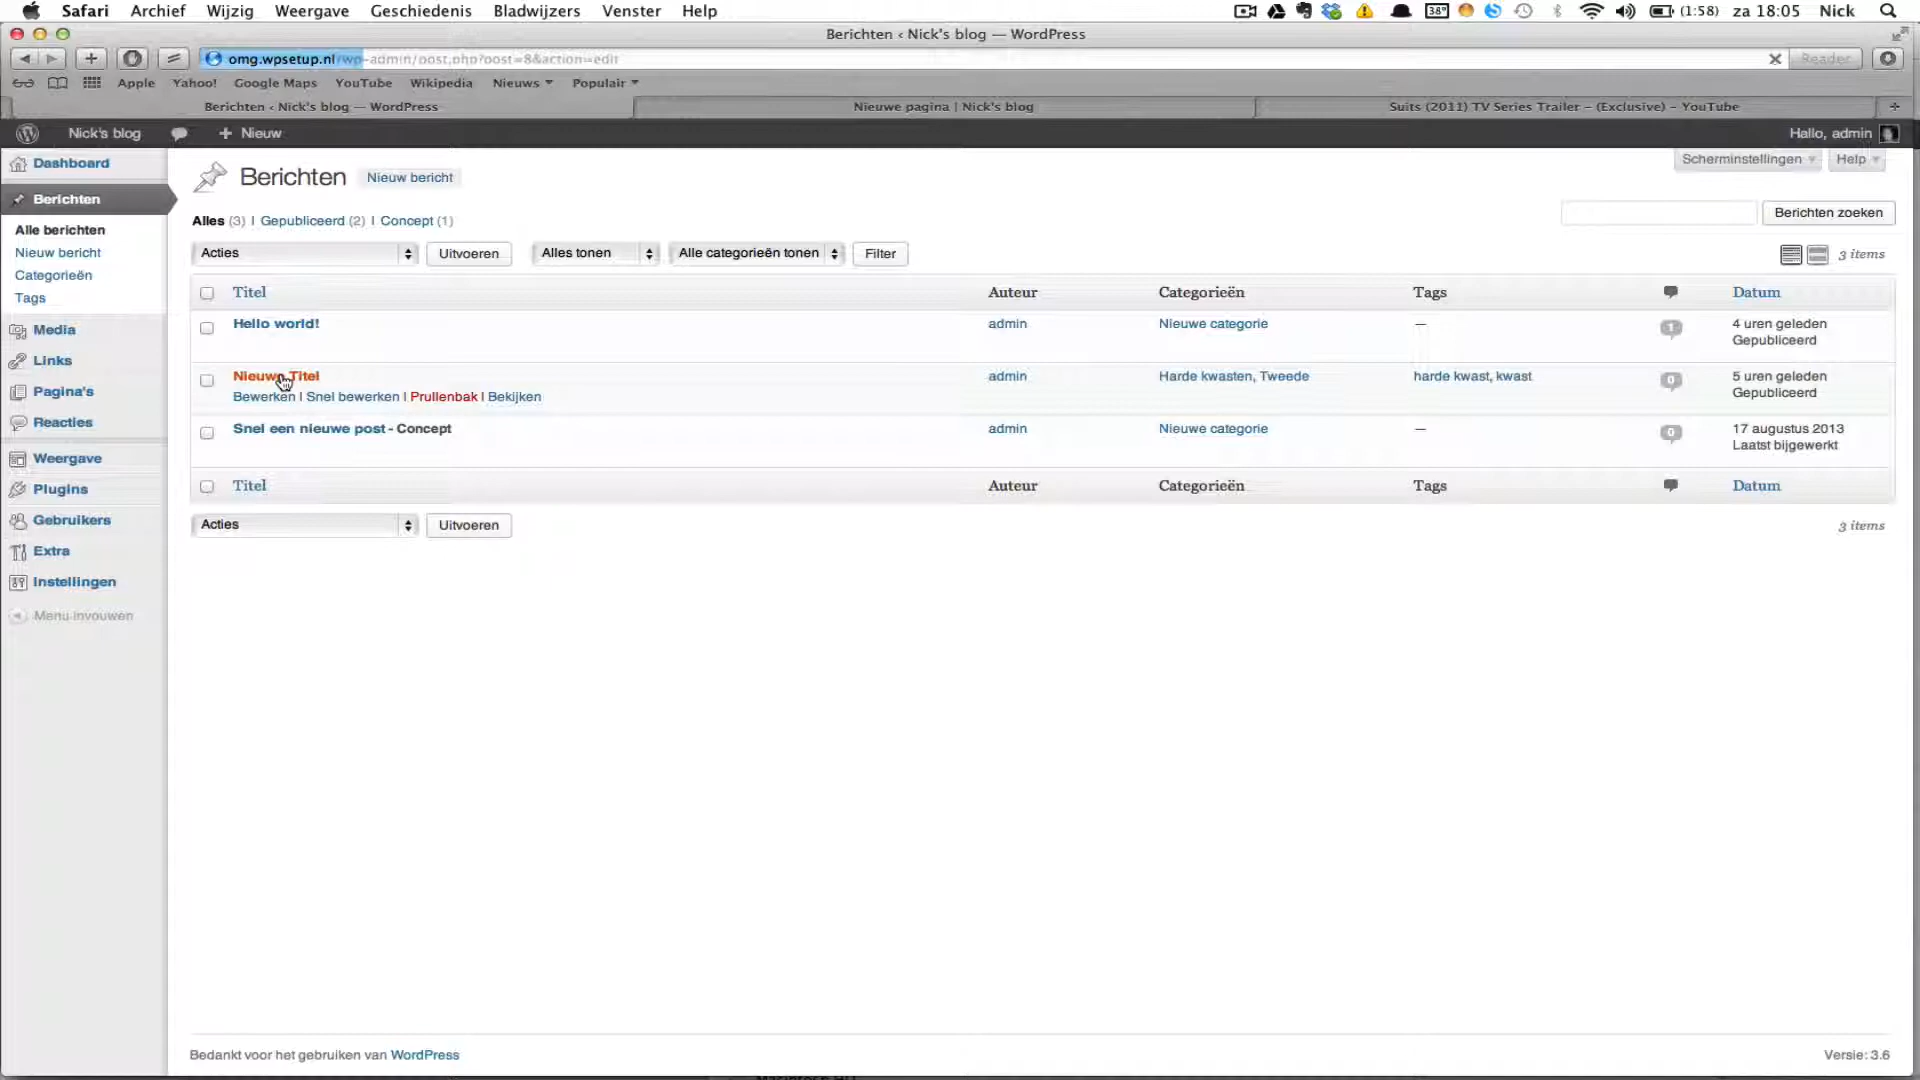 Safari Archief Wijzig Weergave Geschiedenis Bladwijzers Venster Help 38° (1:58) za 18:05 Nick
Berichten ‹ Nick's blog — WordPress
omg.wpsetup.nl/wp-admin/post.php?post=8&action=edit Reader
Apple Yahoo! Google Maps YouTube Wikipedia Nieuws Populair
Berichten ‹ Nick's blog — WordPress Nieuwe pagina | Nick's blog Suits (2011) TV Series Trailer – (Exclusive) – YouTube
Nick's blog + Nieuw Hallo, admin
Dashboard
Berichten
Alle berichten
Nieuw bericht
Categorieën
Tags
Media
Links
Pagina's
Reacties
Weergave
Plugins
Gebruikers
Extra
Instellingen
Menu invouwen
Scherminstellingen Help
Berichten Nieuw bericht
Alles (3) | Gepubliceerd (2) | Concept (1)
Berichten zoeken
Acties Uitvoeren Alles tonen Alle categorieën tonen Filter 3 items
Titel Auteur Categorieën Tags Datum
Hello world! admin Nieuwe categorie — 1 4 uren geleden
Gepubliceerd
Nieuwe Titel admin Harde kwasten, Tweede harde kwast, kwast 0 5 uren geleden
Bewerken | Snel bewerken | Prullenbak | Bekijken Gepubliceerd
Snel een nieuwe post - Concept admin Nieuwe categorie — 0 17 augustus 2013
Laatst bijgewerkt
Titel Auteur Categorieën Tags Datum
Acties Uitvoeren 3 items
Bedankt voor het gebruiken van WordPress Versie: 3.6